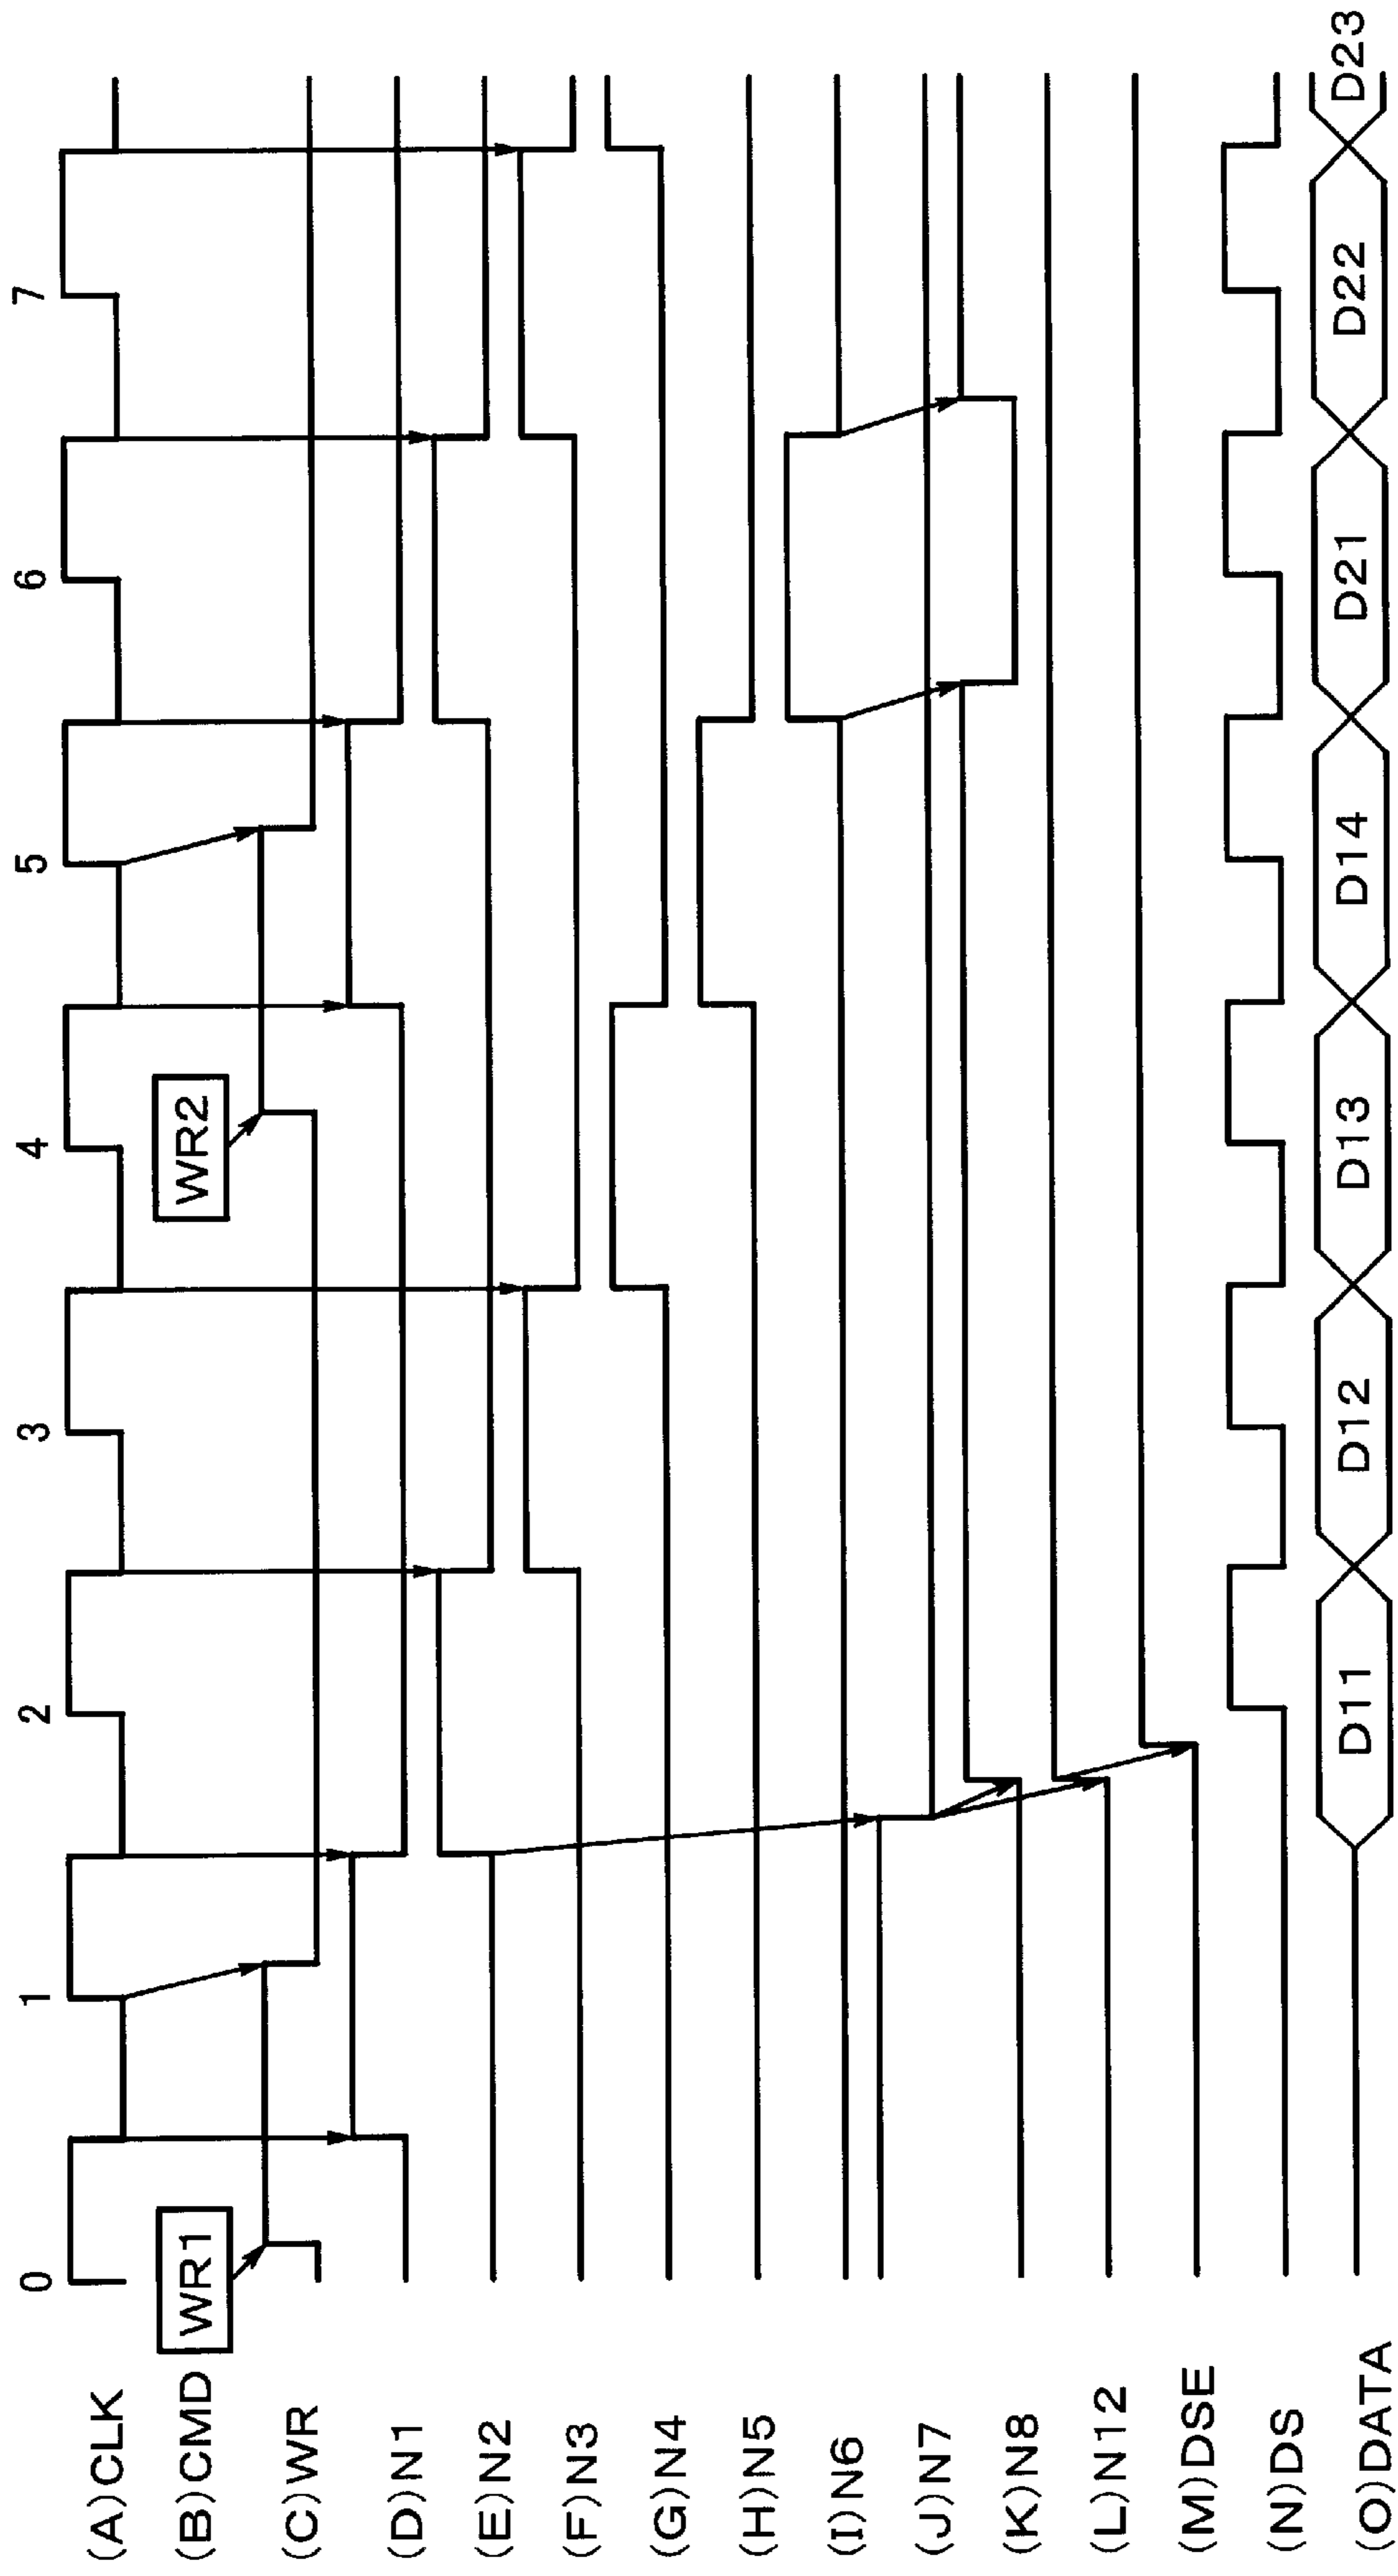 0 1 2 3 4 5 6 7
(A)CLK
(B)CMD WR1 WR2
(C)WR
(D)N1
(E)N2
(F)N3
(G)N4
(H)N5
(I)N6
(J)N7
(K)N8
(L)N12
(M)DSE
(N)DS
(O)DATA D11 D12 D13 D14 D21 D22 D23